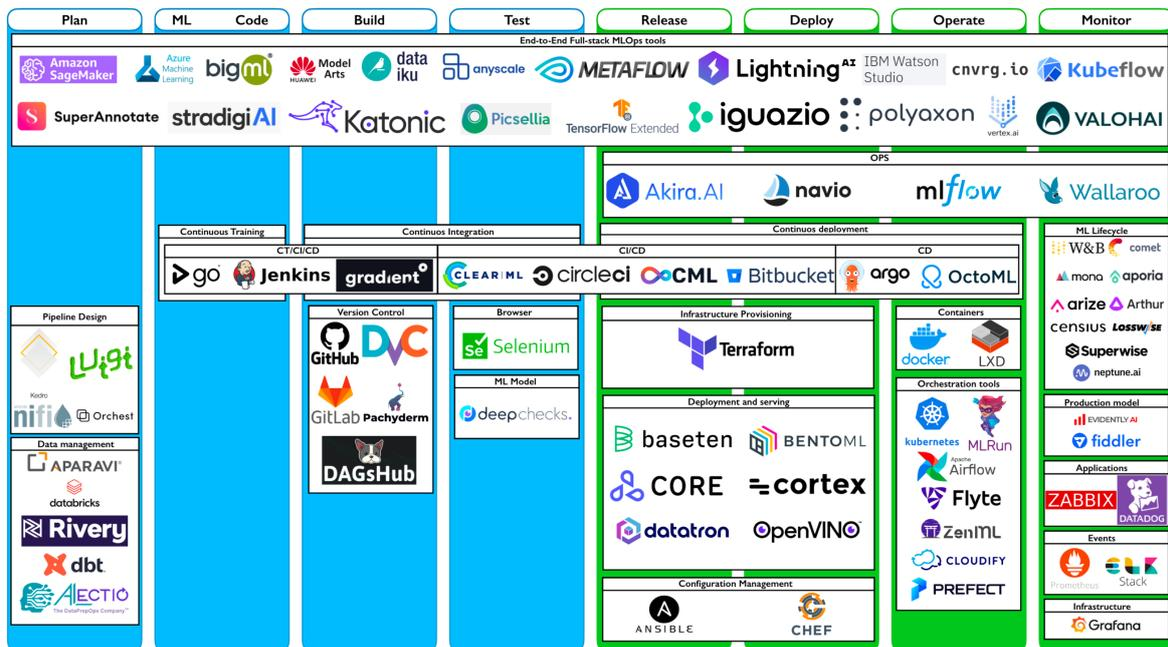 Plan
ML Code
Build
Test
Release
Deploy
Operate
Monitor
End-to-End Full-stack MLOps tools
Amazon
SageMaker
Azure
Machine
Learning
bigml
HUAWEI
Model
Arts
data
iku
anyscale
METAFLOW
Lightning AI
IBM Watson
Studio
cnvrg.io
Kubeflow
SuperAnnotate
stradigiAI
Katonic
Picsellia
TensorFlow Extended
iguazio
polyaxon
vertex.ai
VALOHAI
OPS
Akira.AI
navio
mlflow
Wallaroo
Continuous Training
Continuos Integration
Continuos deployment
CT/CI/CD
CI/CD
CD
go
Jenkins
gradient
CLEAR|ML
circleci
CML
Bitbucket
argo
OctoML
ML Lifecycle
W&B
comet
mona
aporia
arize
Arthur
censius
LOSSWISE
Superwise
neptune.ai
Pipeline Design
Luigi
Kedro
nifi
Orchest
Version Control
GitHub
DVC
GitLab
Pachyderm
DAGsHub
Browser
Se
Selenium
ML Model
deepchecks.
Infrastructure Provisioning
Terraform
Containers
docker
LXD
Orchestration tools
kubernetes
MLRun
Apache
Airflow
Flyte
ZenML
CLOUDIFY
PREFECT
Deployment and serving
baseten
BENTOML
CORE
cortex
datatron
OpenVINO
Production model
EVIDENTLY AI
fiddler
Data management
APARAVI
databricks
Rivery
dbt
ALECTIO
The DataPrepOps Company™
Applications
ZABBIX
DATADOG
Events
Prometheus
ELK
Stack
Configuration Management
ANSIBLE
CHEF
Infrastructure
Grafana